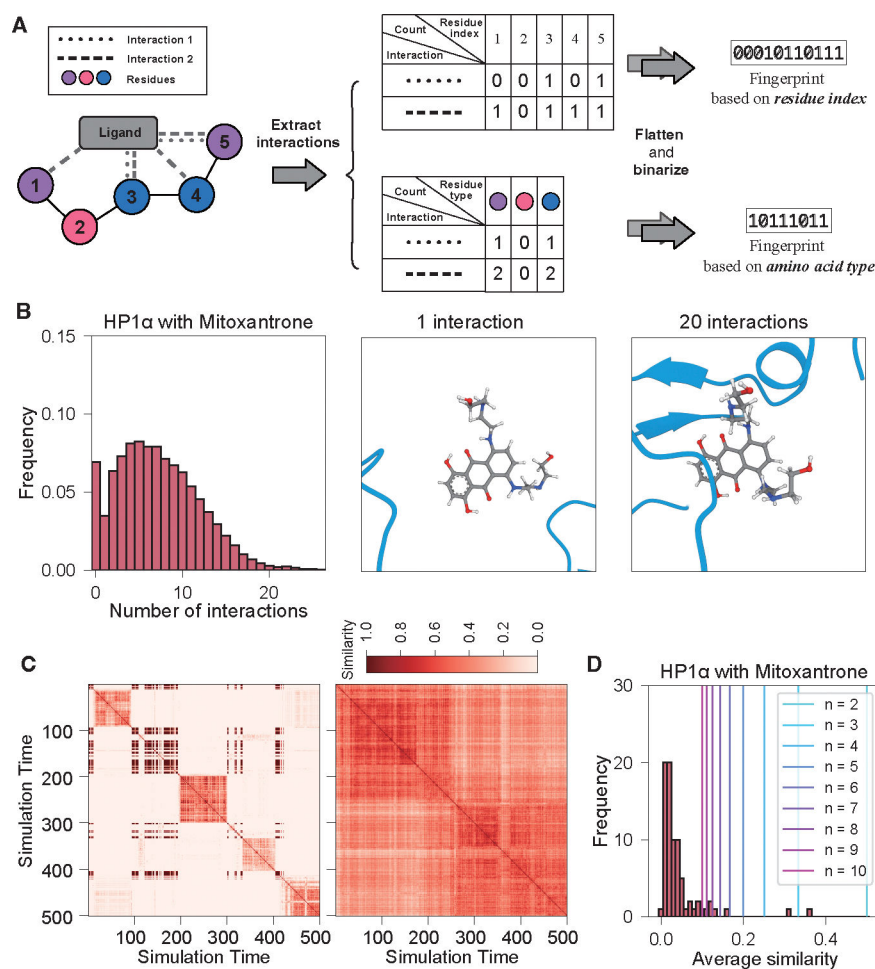 A
Interaction 1
Interaction 2
Residues
Ligand
1
2
3
4
5
Extract
interactions
Count
Residue
index
Interaction
1 2 3 4 5
0 0 1 0 1
1 0 1 1 1
Count
Residue
type
Interaction
1 0 1
2 0 2
Flatten
and
binarize
00010110111
Fingerprint
based on residue index
10111011
Fingerprint
based on amino acid type
B
HP1α with Mitoxantrone
0.15
0.10
0.05
0.00
Frequency
0 10 20
Number of interactions
1 interaction
20 interactions
C
Similarity
1.0 0.8 0.6 0.4 0.2 0.0
Simulation Time
100
200
300
400
500
100 200 300 400 500
Simulation Time
100 200 300 400 500
Simulation Time
D
HP1α with Mitoxantrone
30
20
10
0
Frequency
n = 2
n = 3
n = 4
n = 5
n = 6
n = 7
n = 8
n = 9
n = 10
0.0 0.2 0.4
Average similarity